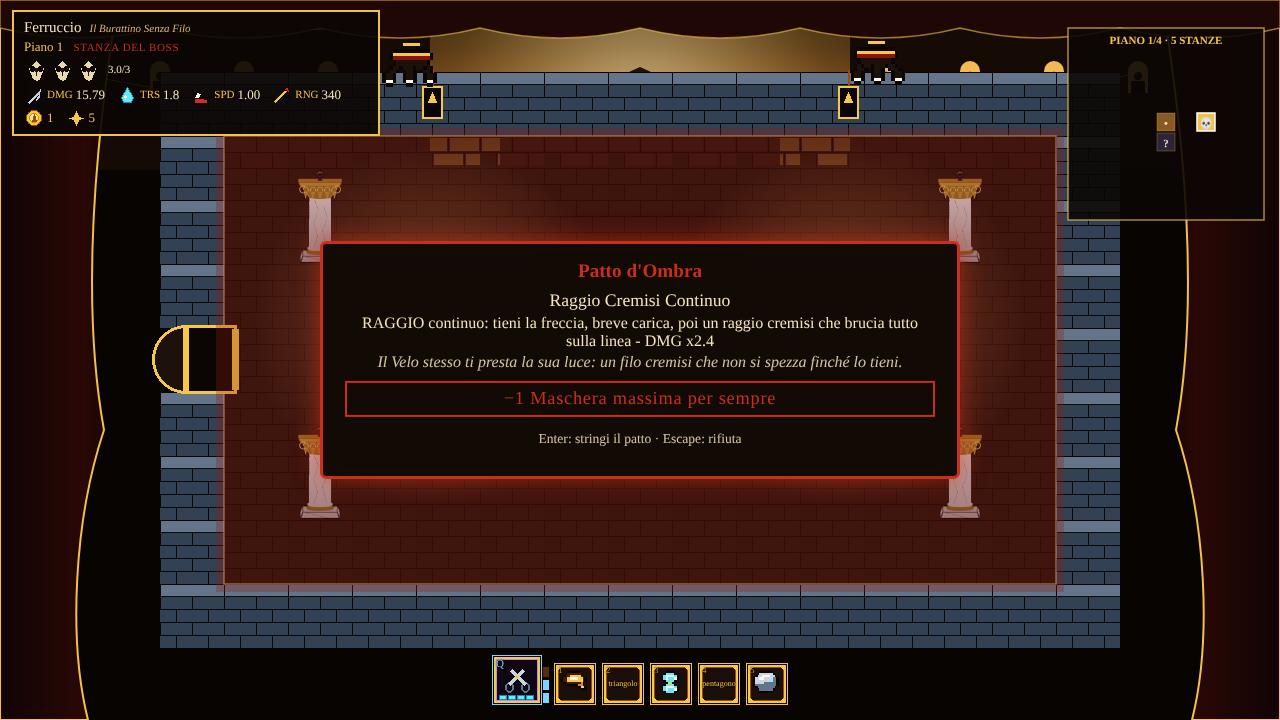 Ferruccio Il Burattino Senza Filo
Piano 1 STANZA DEL BOSS
3.0/3
DMG 15.79 TRS 1.8 SPD 1.00 RNG 340
1 5
PIANO 1/4 · 5 STANZE
?
Patto d'Ombra
Raggio Cremisi Continuo
RAGGIO continuo: tieni la freccia, breve carica, poi un raggio cremisi che brucia tutto
sulla linea - DMG x2.4
Il Velo stesso ti presta la sua luce: un filo cremisi che non si spezza finché lo tieni.
−1 Maschera massima per sempre
Enter: stringi il patto · Escape: rifiuta
Q
triangolo
pentagono